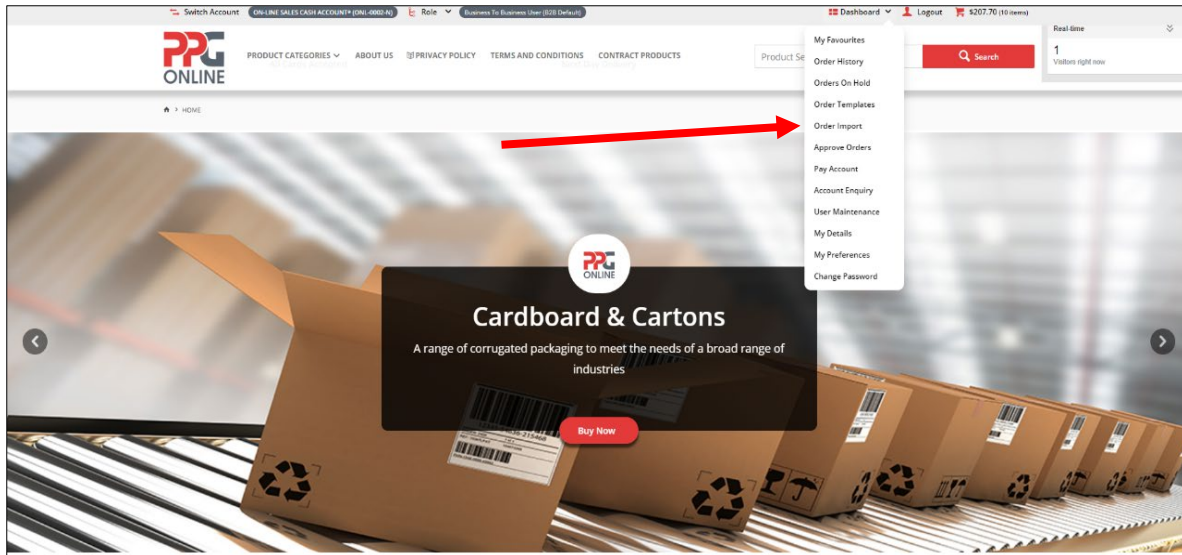 Switch Account ON-LINE SALES CASH ACCOUNT* (ONL-0002-N) Role Business To Business User (B2B Default) Dashboard Logout $207.70 (10 items)
PPG
ONLINE
PRODUCT CATEGORIES ABOUT US PRIVACY POLICY TERMS AND CONDITIONS CONTRACT PRODUCTS
Product Se
Search
Real-time
1
Visitors right now
My Favourites
Order History
Orders On Hold
Order Templates
Order Import
Approve Orders
Pay Account
Account Enquiry
User Maintenance
My Details
My Preferences
Change Password
HOME
PPG
ONLINE
Cardboard & Cartons
A range of corrugated packaging to meet the needs of a broad range of
industries
Buy Now